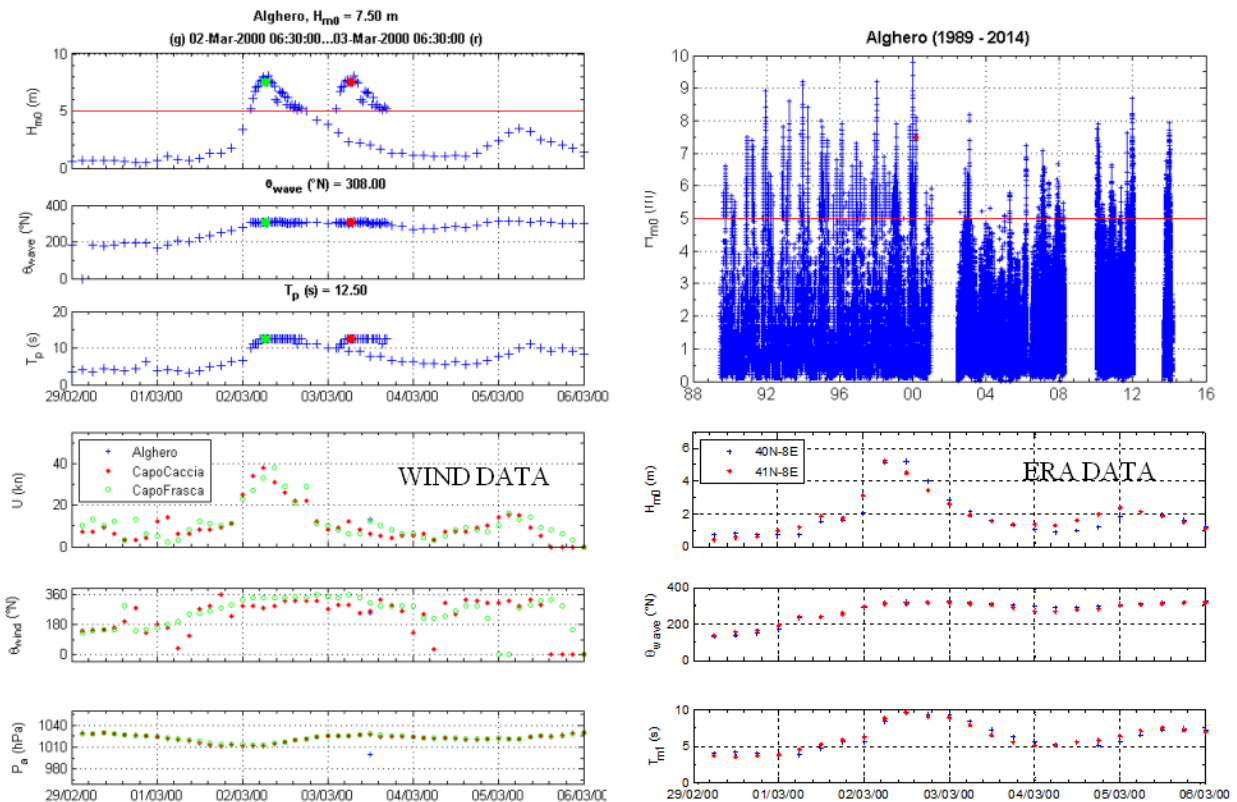 Alghero, Hm0 = 7.50 m
(g) 02-Mar-2000 06:30:00...03-Mar-2000 06:30:00 (r)
10
5
0
Hm0 (m)
θwave (°N) = 308.00
400
200
0
θwave (°N)
Tp (s) = 12.50
20
10
0
Tp (s)
29/02/00 01/03/00 02/03/00 03/03/00 04/03/00 05/03/00 06/03/00
Alghero (1989 - 2014)
10
9
8
7
6
5
4
3
2
1
0
88 92 96 00 04 08 12 16
40
20
0
U (kn)
Alghero
CapoCaccia
CapoFrasca
WIND DATA
360
180
0
θwind (°N)
1040
1010
980
Pa (hPa)
29/02/00 01/03/00 02/03/00 03/03/00 04/03/00 05/03/00 06/03/00
6
4
2
0
Hm0 (m)
40N-8E
41N-8E
ERA DATA
400
200
0
θwave (°N)
10
5
0
Tm1 (s)
29/02/00 01/03/00 02/03/00 03/03/00 04/03/00 05/03/00 06/03/00